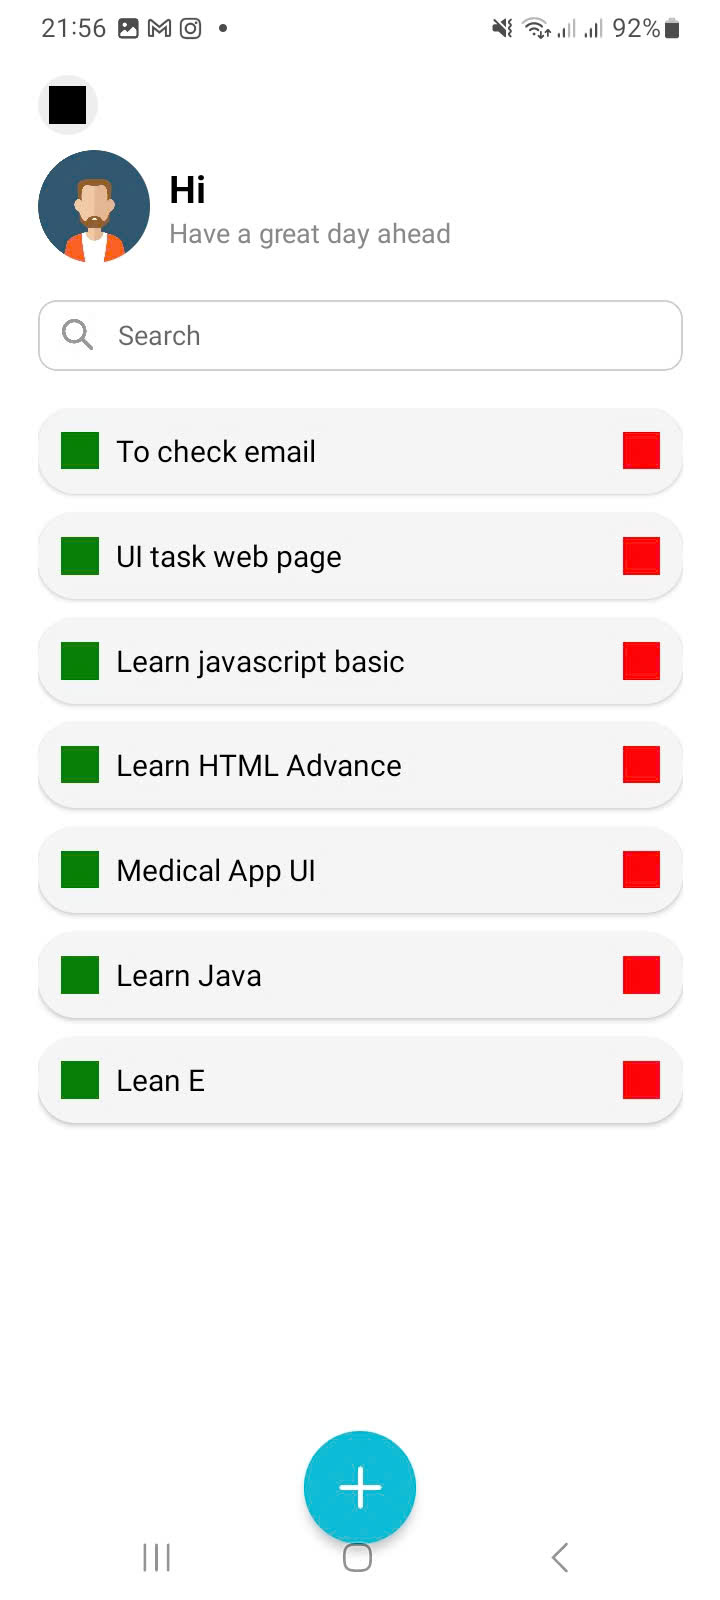 21:56
92%
Hi
Have a great day ahead
Search
To check email
UI task web page
Learn javascript basic
Learn HTML Advance
Medical App UI
Learn Java
Lean E